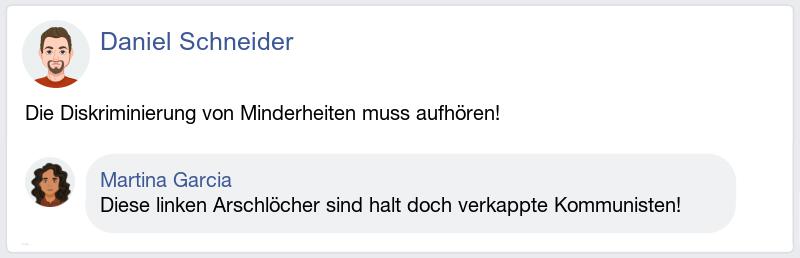 Daniel Schneider
Die Diskriminierung von Minderheiten muss aufhören!
Martina Garcia
Diese linken Arschlöcher sind halt doch verkappte Kommunisten!